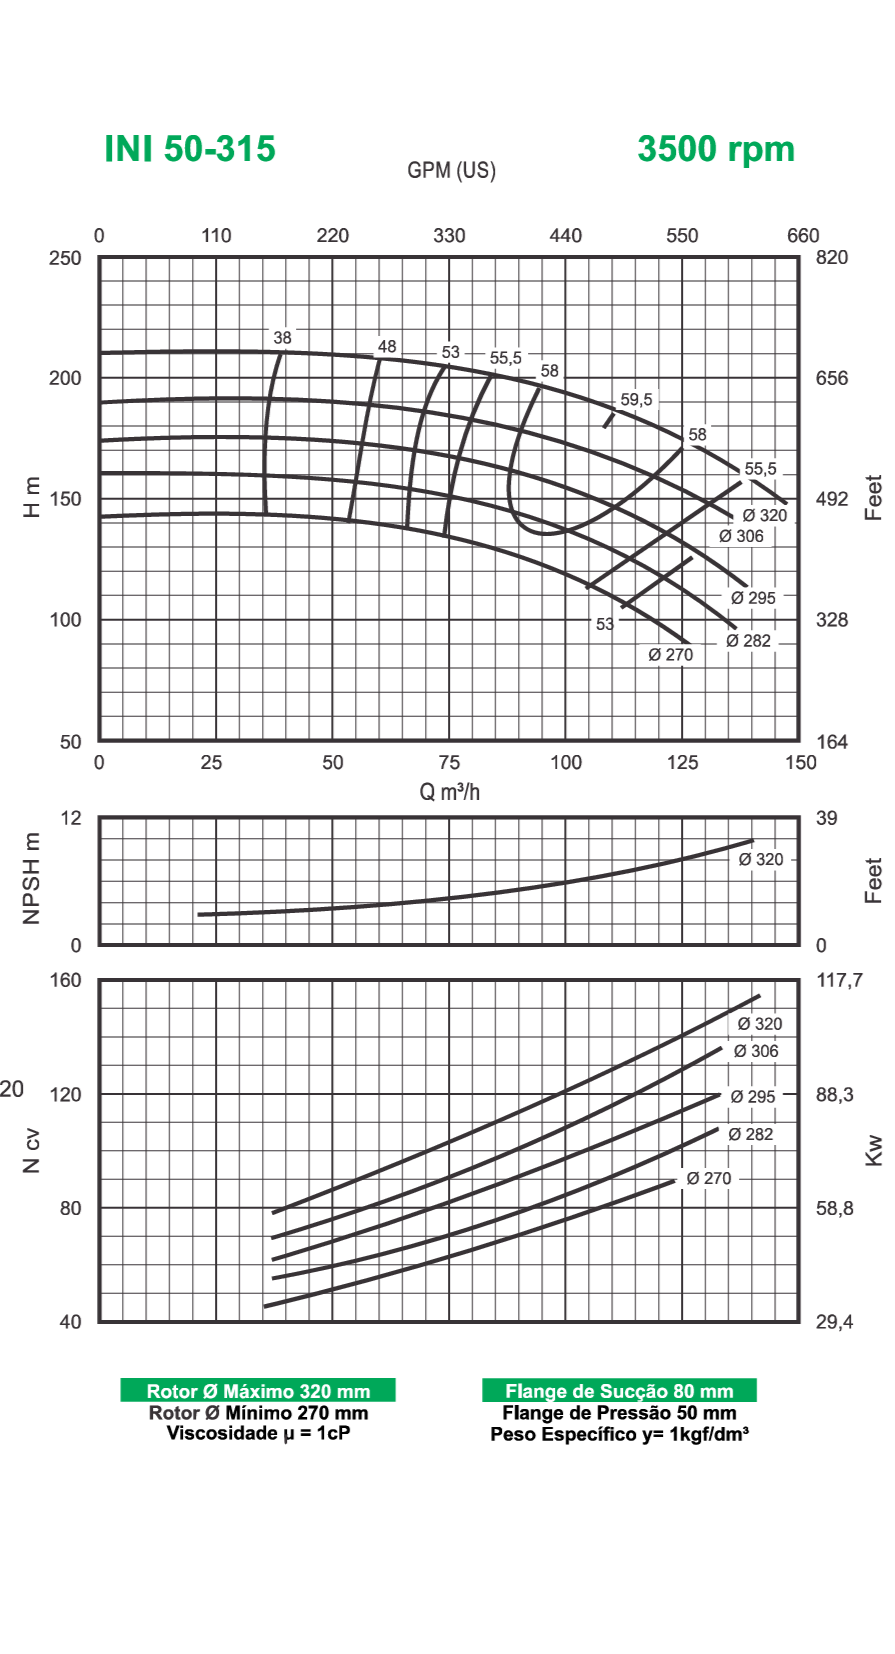 INI 50-315 3500 rpm
GPM (US)
0 110 220 330 440 550 660
250 820
38
48
53
55,5
58
200 656
59,5
58
55,5
H m
150 492
Feet
Ø 320
Ø 306
Ø 295
100 328
53
Ø 282
Ø 270
50 164
0 25 50 75 100 125 150
Q m³/h
12 39
NPSH m
Ø 320
Feet
0 0
160 117,7
Ø 320
Ø 306
20
120 88,3
Ø 295
Ø 282
N cv
Kw
Ø 270
80 58,8
40 29,4
Rotor Ø Máximo 320 mm
Rotor Ø Mínimo 270 mm
Viscosidade µ = 1cP
Flange de Sucção 80 mm
Flange de Pressão 50 mm
Peso Específico y= 1kgf/dm³